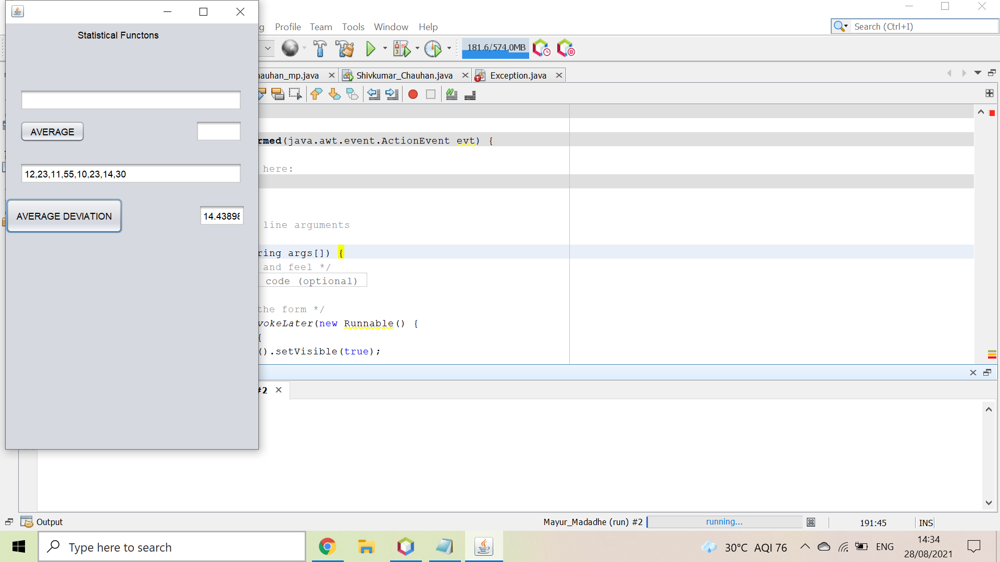 Statistical Functons
AVERAGE
12,23,11,55,10,23,14,30
AVERAGE DEVIATION
14.43898
g Profile Team Tools Window Help
Search (Ctrl+I)
181.6/574.0MB
hauhan_mp.java
Shivkumar_Chauhan.java
Exception.java
rmed(java.awt.event.ActionEvent evt) {
here:
line arguments
ring args[]) {
and feel */
code (optional)
the form */
vokeLater(new Runnable() {
{
().setVisible(true);
#2
Output
Mayur_Madadhe (run) #2
running...
191:45
INS
Type here to search
30°C AQI 76
ENG
14:34
28/08/2021